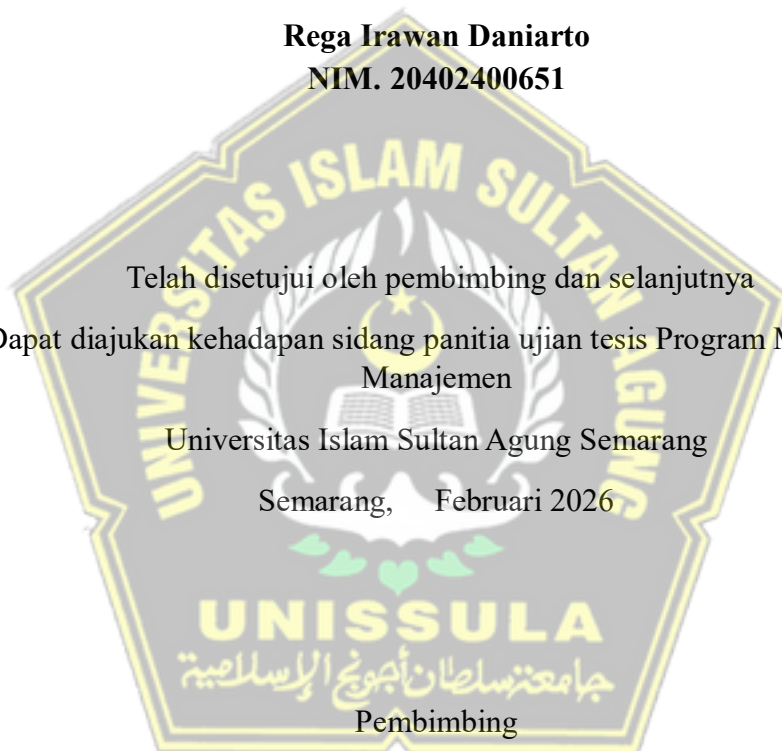 Rega Irawan Daniarto
NIM. 20402400651
UNIVERSITAS ISLAM SULTAN AGUNG
Telah disetujui oleh pembimbing dan selanjutnya
Dapat diajukan kehadapan sidang panitia ujian tesis Program
Manajemen
Universitas Islam Sultan Agung Semarang
Semarang, Februari 2026
UNISSULA
جامعة سلطان أجونج الإسلامية
Pembimbing